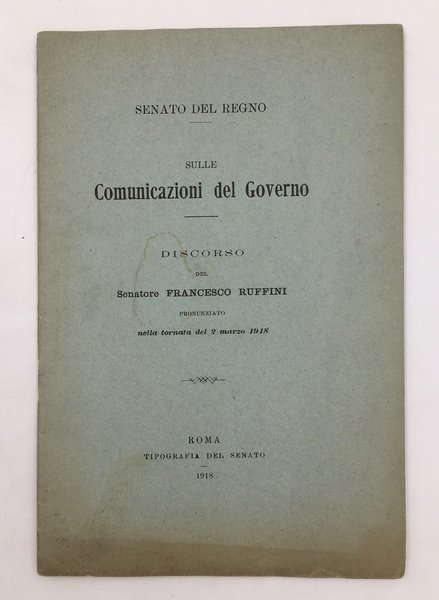 SENATO DEL REGNO
SULLE
Comunicazioni del Governo
DISCORSO
DEL
Senatore FRANCESCO RUFFINI
PRONUNZIATO
nella tornata del 2 marzo 1918
ROMA
TIPOGRAFIA DEL SENATO
1918